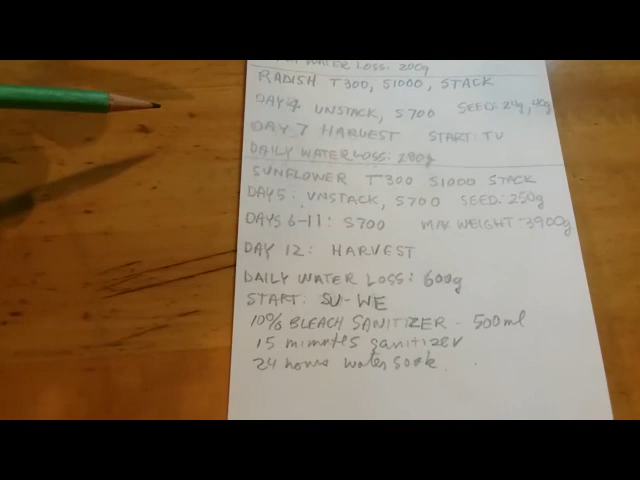 WATER LOSS: 200g
RADISH T300, S1000, STACK
DAY 4 UNSTACK, S700 SEED: 24g, 40g
DAY 7 HARVEST START: TU
DAILY WATER LOSS: 200g
SUNFLOWER T300 S1000 STACK
DAY 5: UNSTACK, S700 SEED: 250g
DAYS 6-11: S700 MAX WEIGHT -3900g
DAY 12: HARVEST
DAILY WATER LOSS: 600g
START: SU-WE
10% BLEACH SANITIZER - 500ml
15 minutes sanitizer
24 hours water soak.